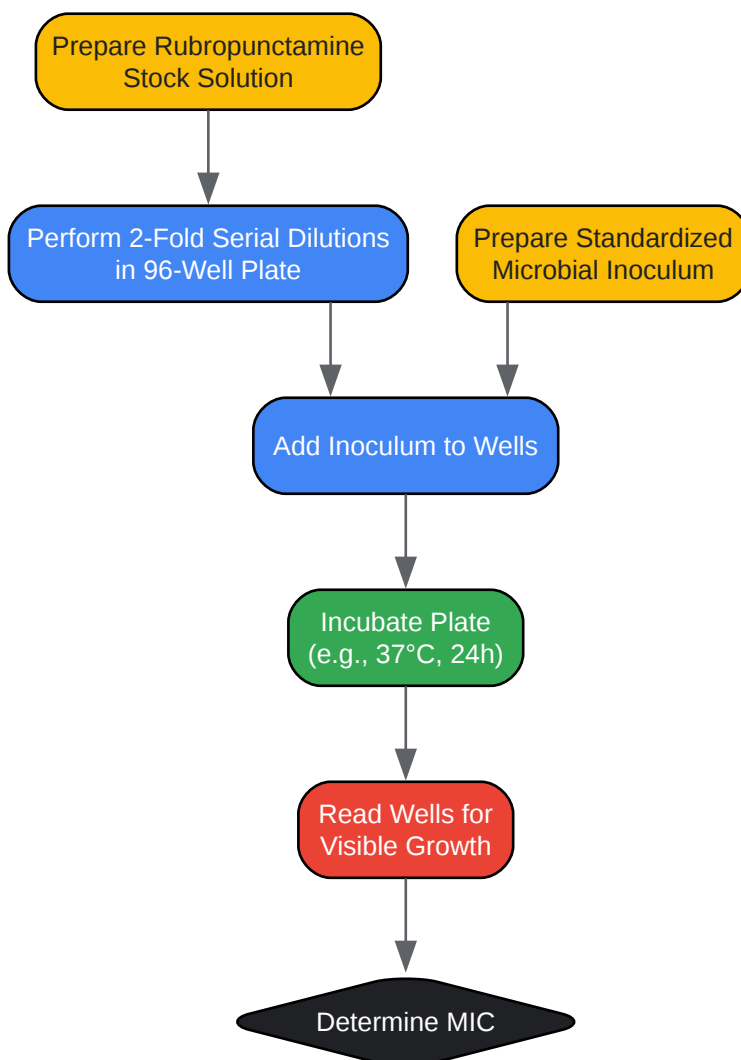 Prepare Rubropunctamine
Stock Solution
Perform 2-Fold Serial Dilutions
in 96-Well Plate
Prepare Standardized
Microbial Inoculum
Add Inoculum to Wells
Incubate Plate
(e.g., 37°C, 24h)
Read Wells for
Visible Growth
Determine MIC